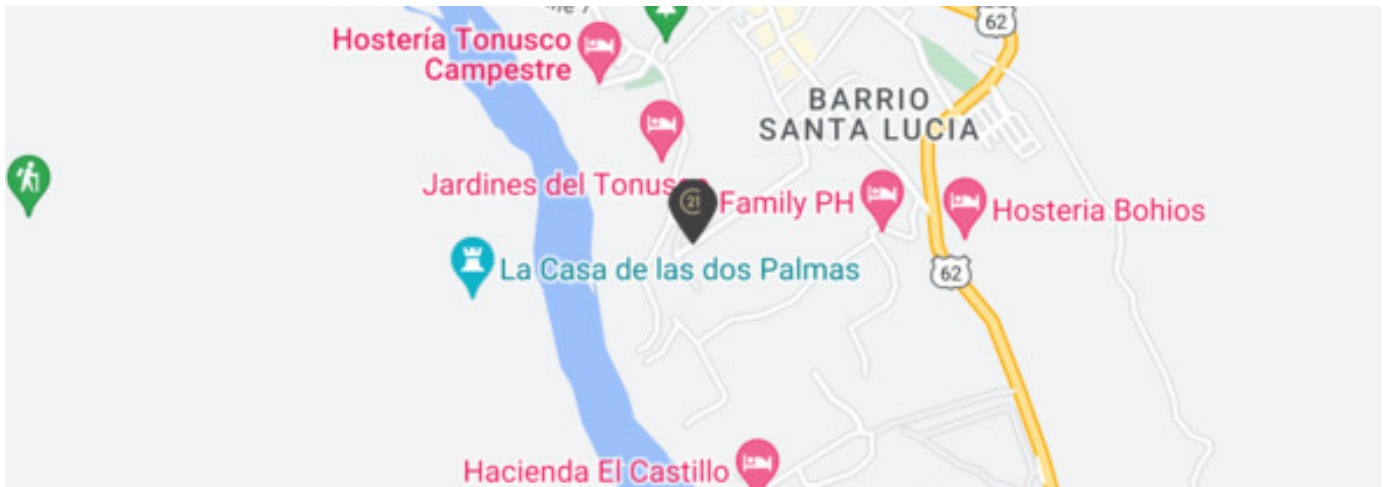 62
Hostería Tonusco
Campestre
BARRIO
SANTA LUCIA
Jardines del Tonusco
21
Family PH
Hosteria Bohios
La Casa de las dos Palmas
62
Hacienda El Castillo